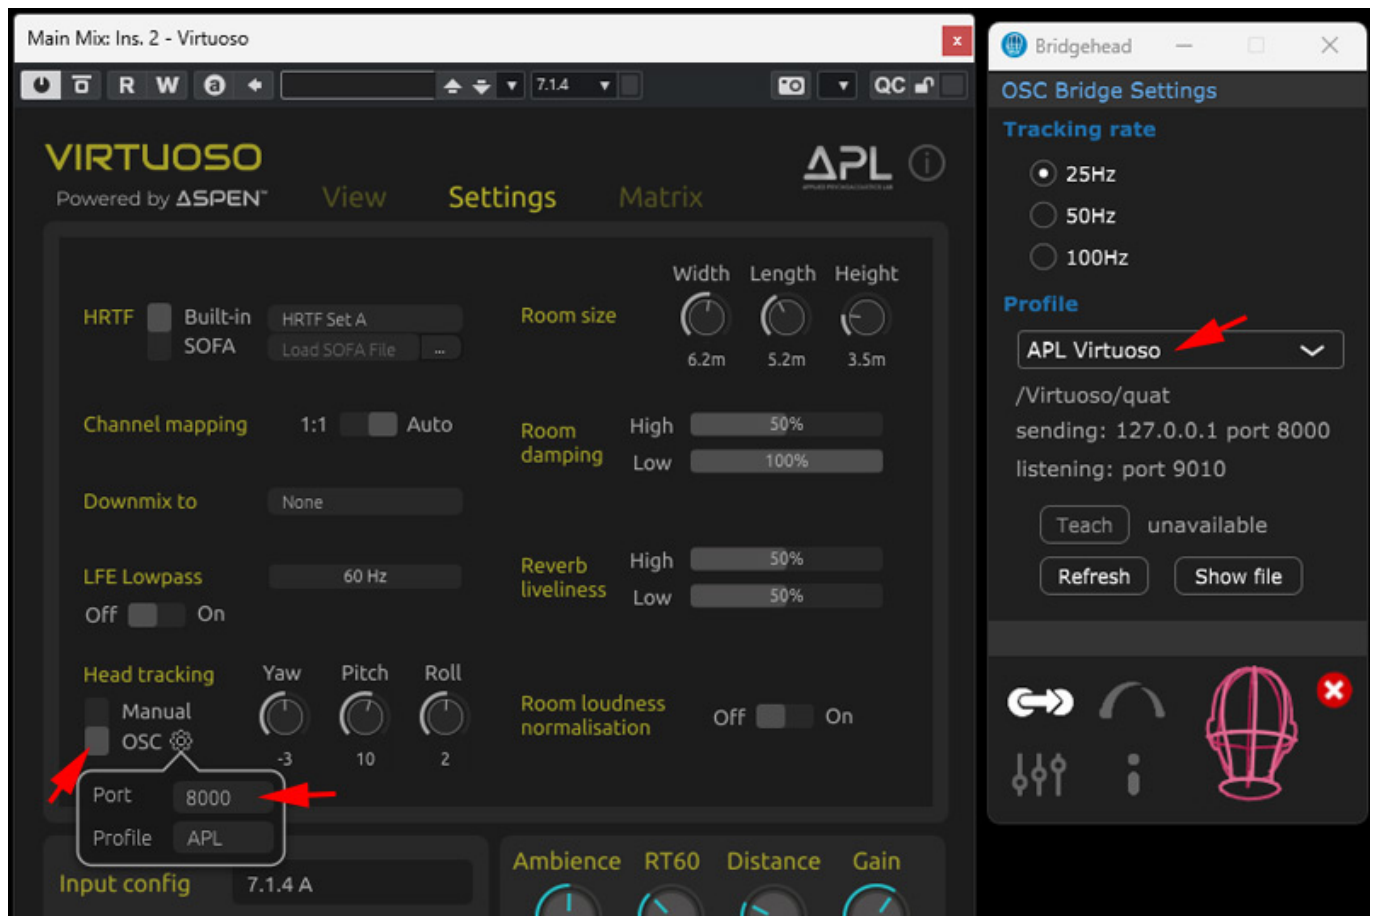 Main Mix: Ins. 2 - Virtuoso
x
R W a 7.1.4 QC
VIRTUOSO
Powered by ASPEN™
View Settings Matrix
APL
i
HRTF Built-in HRTF Set A
SOFA Load SOFA File ...
Channel mapping 1:1 Auto
Downmix to None
LFE Lowpass 60 Hz
Off On
Head tracking Yaw Pitch Roll
Manual
OSC
-3 10 2
Port 8000
Profile APL
Width Length Height
Room size
6.2m 5.2m 3.5m
Room damping High 50%
Low 100%
Reverb liveliness High 50%
Low 50%
Room loudness normalisation Off On
Input config 7.1.4 A
Ambience RT60 Distance Gain
Bridgehead
OSC Bridge Settings
Tracking rate
25Hz
50Hz
100Hz
Profile
APL Virtuoso
/Virtuoso/quat
sending: 127.0.0.1 port 8000
listening: port 9010
Teach unavailable
Refresh Show file